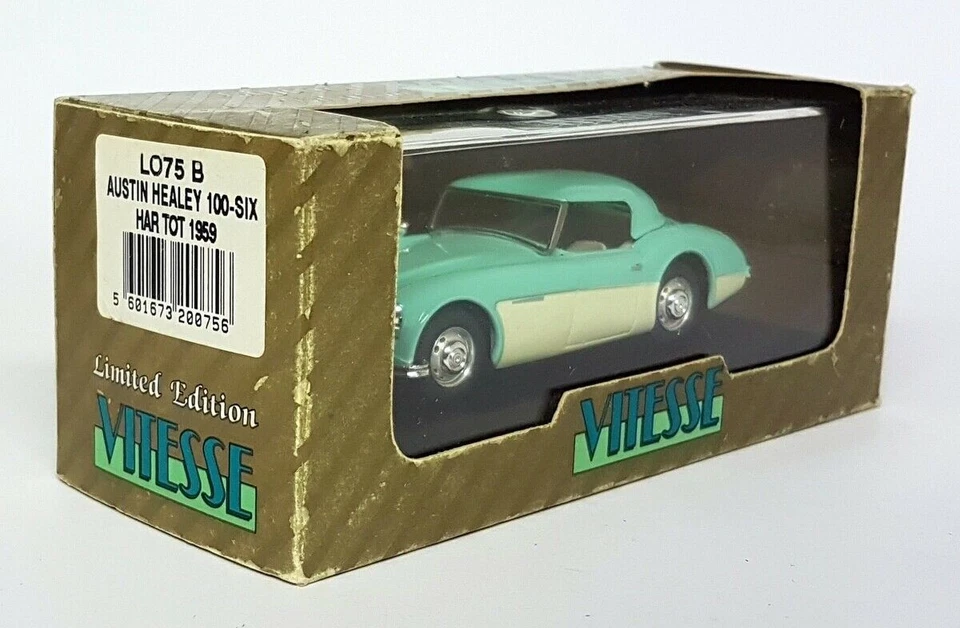 LO75 B
AUSTIN HEALEY 100-SIX
HAR TOT 1959
5 601673 200756
Limited Edition
VITESSE
VITESSE